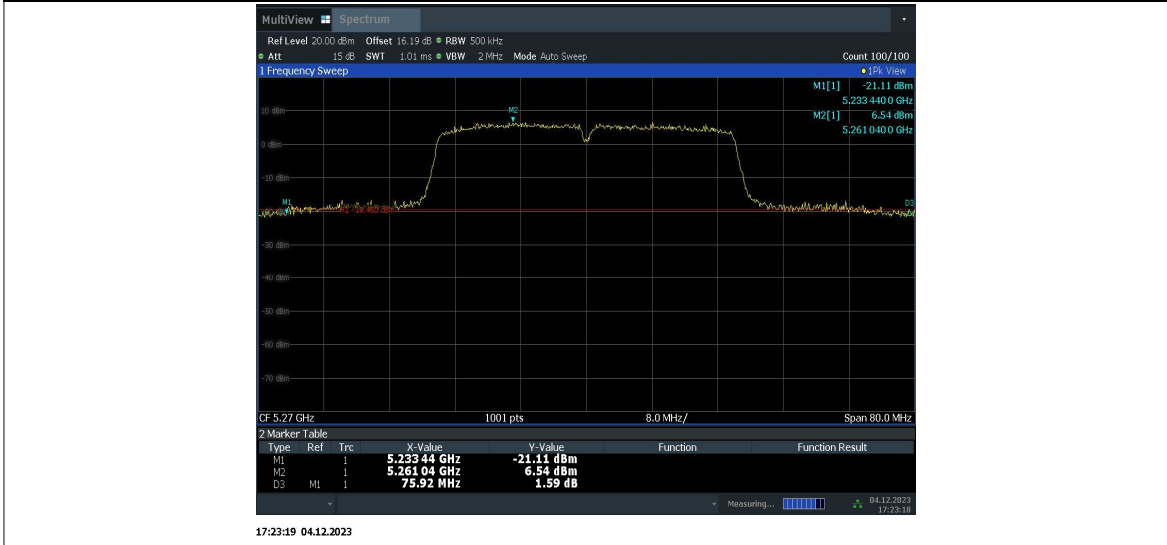 MultiView Spectrum
Ref Level 20.00 dBm Offset 16.19 dB RBW 500 kHz
Att 15 dB SWT 1.01 ms VBW 2 MHz Mode Auto Sweep Count 100/100
1 Frequency Sweep 1Pk View
M1[1] -21.11 dBm
5.233 440 0 GHz
M2[1] 6.54 dBm
5.261 040 0 GHz
M2
10 dBm
0 dBm
-10 dBm
M1
D3
H1 -19.460 dBm
-30 dBm
-40 dBm
-50 dBm
-60 dBm
-70 dBm
CF 5.27 GHz 1001 pts 8.0 MHz/ Span 80.0 MHz
2 Marker Table
Type Ref Trc X-Value Y-Value Function Function Result
M1 1 5.233 44 GHz -21.11 dBm
M2 1 5.261 04 GHz 6.54 dBm
D3 M1 1 75.92 MHz 1.59 dB
Measuring... 04.12.2023
17:23:18
17:23:19 04.12.2023